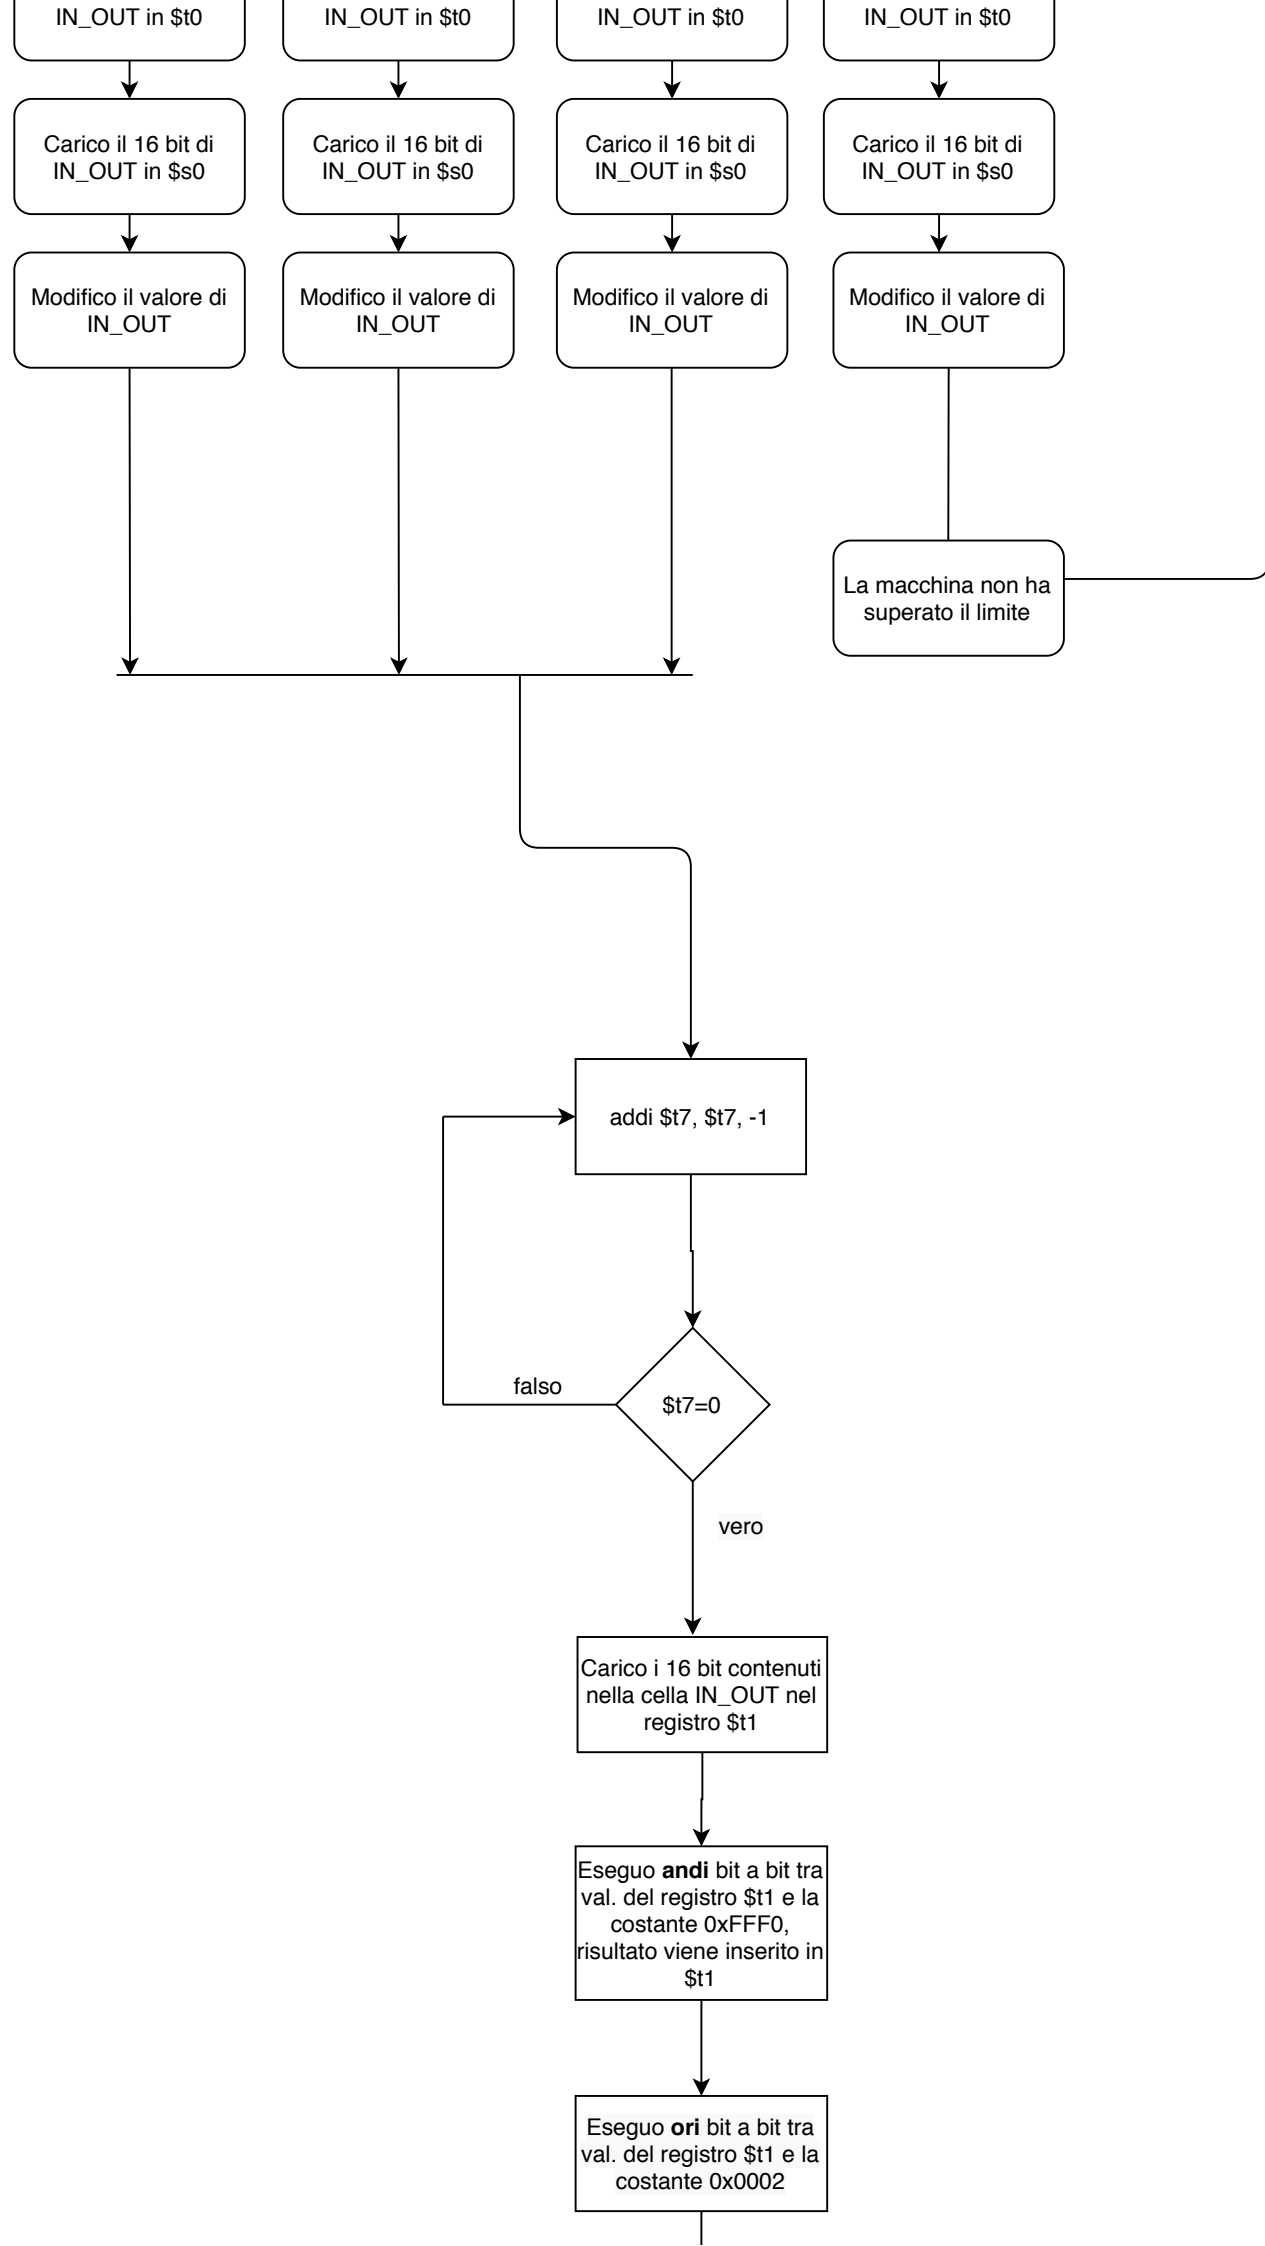 IN_OUT in $t0
IN_OUT in $t0
IN_OUT in $t0
IN_OUT in $t0
Carico il 16 bit di
IN_OUT in $s0
Carico il 16 bit di
IN_OUT in $s0
Carico il 16 bit di
IN_OUT in $s0
Carico il 16 bit di
IN_OUT in $s0
Modifico il valore di
IN_OUT
Modifico il valore di
IN_OUT
Modifico il valore di
IN_OUT
Modifico il valore di
IN_OUT
La macchina non ha
superato il limite
addi $t7, $t7, -1
falso
$t7=0
vero
Carico i 16 bit contenuti
nella cella IN_OUT nel
registro $t1
Eseguo andi bit a bit tra
val. del registro $t1 e la
costante 0xFFF0,
risultato viene inserito in
$t1
Eseguo ori bit a bit tra
val. del registro $t1 e la
costante 0x0002